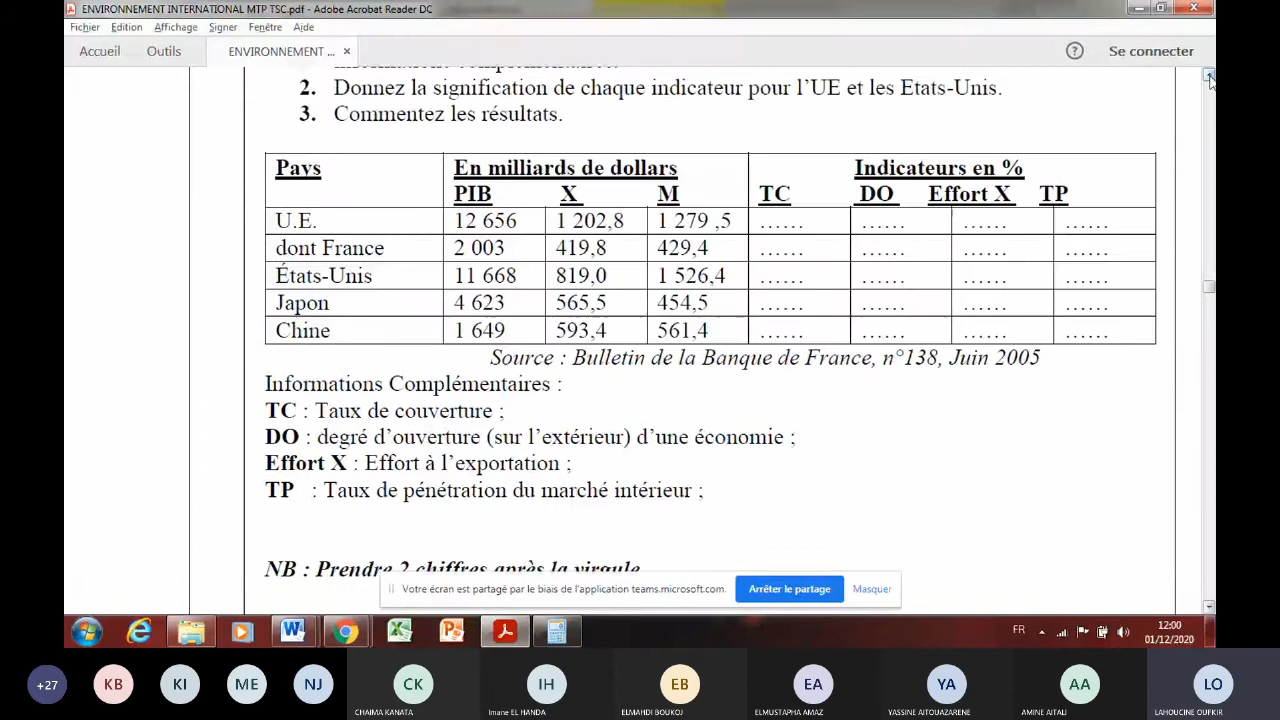 ENVIRONNEMENT INTERNATIONAL MTP TSC.pdf - Adobe Acrobat Reader DC
Fichier Edition Affichage Signer Fenêtre Aide
Accueil Outils ENVIRONNEMENT ... × ? Se connecter
2. Donnez la signification de chaque indicateur pour l'UE et les Etats-Unis.
3. Commentez les résultats.
Pays En milliards de dollars Indicateurs en %
PIB X M TC DO Effort X TP
U.E. 12 656 1 202,8 1 279 ,5 …… …… …… ……
dont France 2 003 419,8 429,4 …… …… …… ……
États-Unis 11 668 819,0 1 526,4 …… …… …… ……
Japon 4 623 565,5 454,5 …… …… …… ……
Chine 1 649 593,4 561,4 …… …… …… ……
Source : Bulletin de la Banque de France, n°138, Juin 2005
Informations Complémentaires :
TC : Taux de couverture ;
DO : degré d'ouverture (sur l'extérieur) d'une économie ;
Effort X : Effort à l'exportation ;
TP : Taux de pénétration du marché intérieur ;
NB : Prendre 2 chiffres après la virgule
Votre écran est partagé par le biais de l'application teams.microsoft.com. Arrêter le partage Masquer
FR 12:00
01/12/2020
+27 KB KI ME NJ CK IH EB EA YA AA LO
CHAIMA KANATA Imane EL HANDA ELMAHDI BOUKOJ ELMUSTAPHA AMAZ YASSINE AITOUAZARENE AMINE AITALI LAHOUCINE OUFKIR